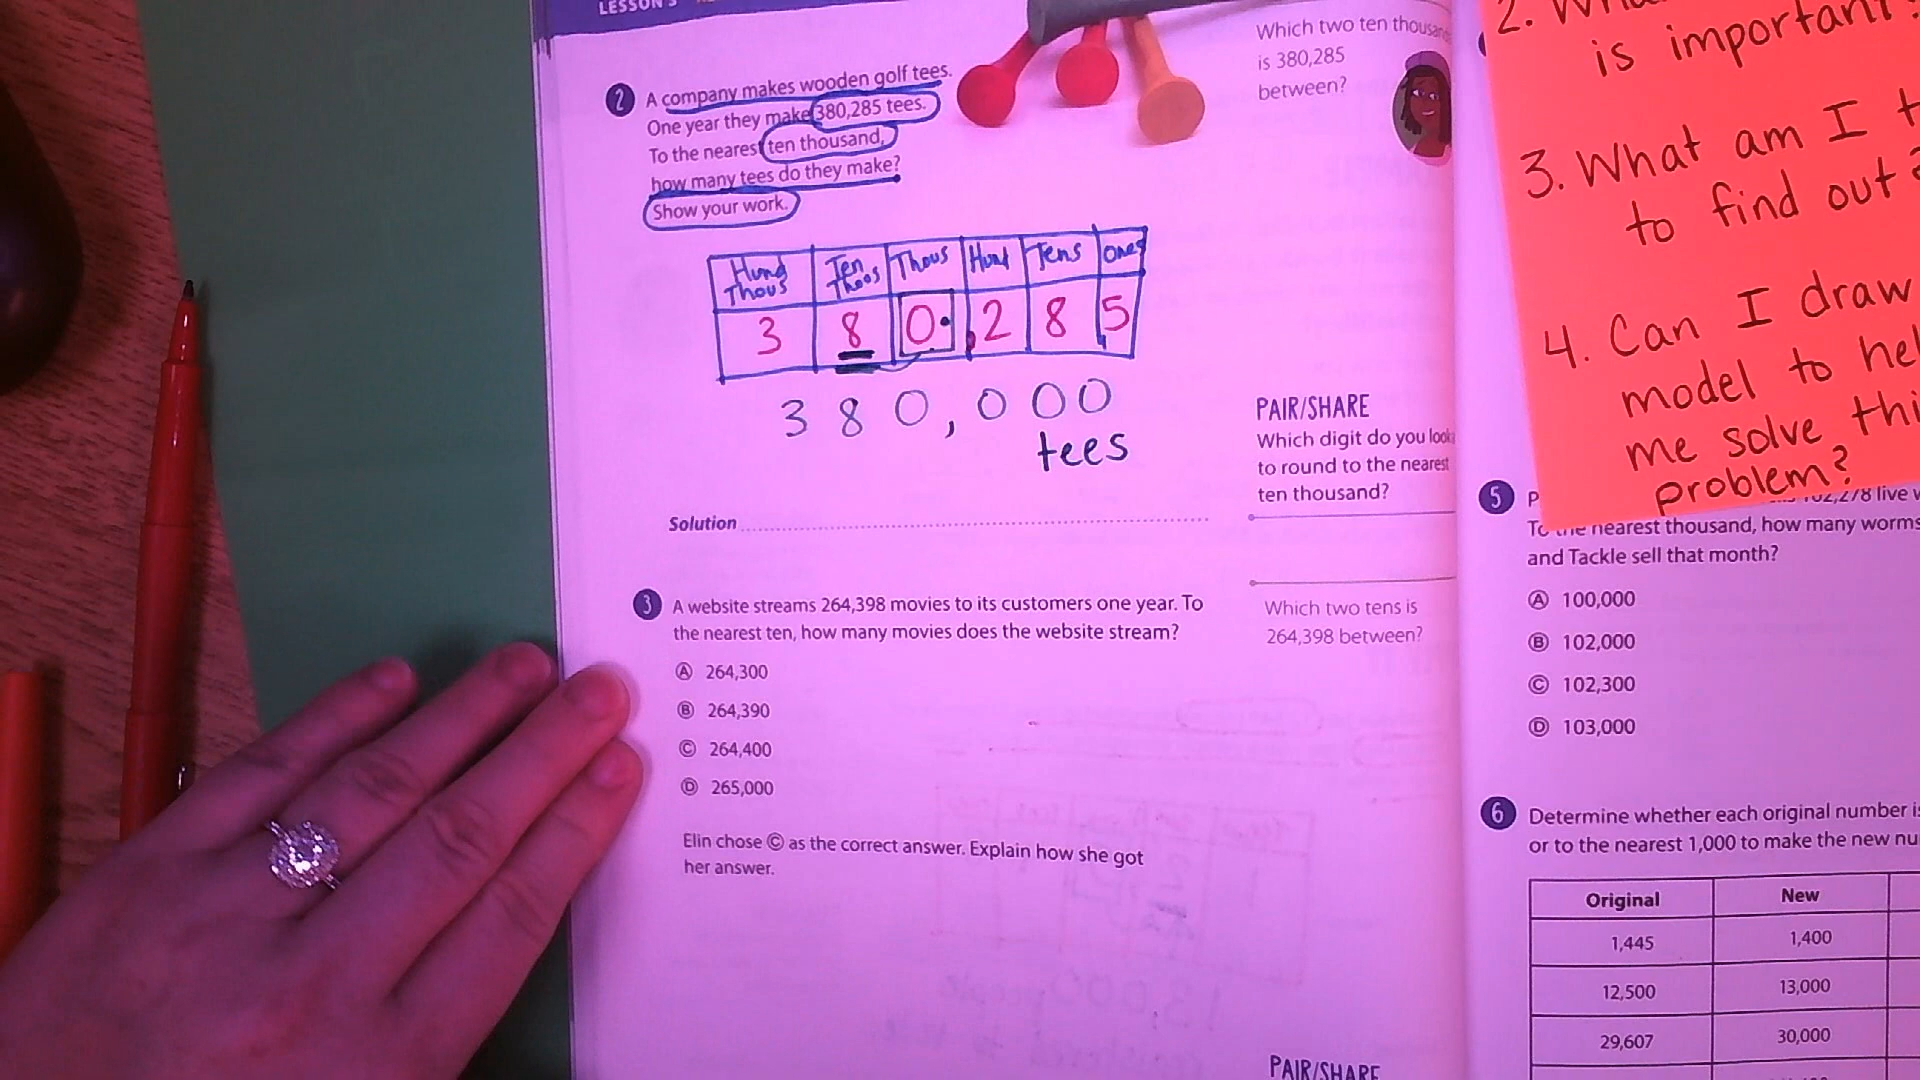 LESSON 3
2 A company makes wooden golf tees.
One year they make 380,285 tees.
To the nearest ten thousand,
how many tees do they make?
Show your work.
Hund Thous Ten Thous Thous Hund Tens Ones
3 8 0 , 2 8 5
380,000
tees
Solution
Which two ten
is 380,285
between?
PAIR/SHARE
Which digit do you look
to round to the nearest
ten thousand?
3 A website streams 264,398 movies to its customers one year. To
the nearest ten, how many movies does the website stream?
A 264,300
B 264,390
C 264,400
D 265,000
Elin chose C as the correct answer. Explain how she got
her answer.
Which two tens is
264,398 between?
PAIR/SHARE
2.
is important?
3. What am I
to find out?
4. Can I draw
model to
me solve
problem?
5
live
nearest thousand, how many worms
and Tackle sell that month?
A 100,000
B 102,000
C 102,300
D 103,000
6 Determine whether each original number
or to the nearest 1,000 to make the new
Original New
1,445 1,400
12,500 13,000
29,607 30,000